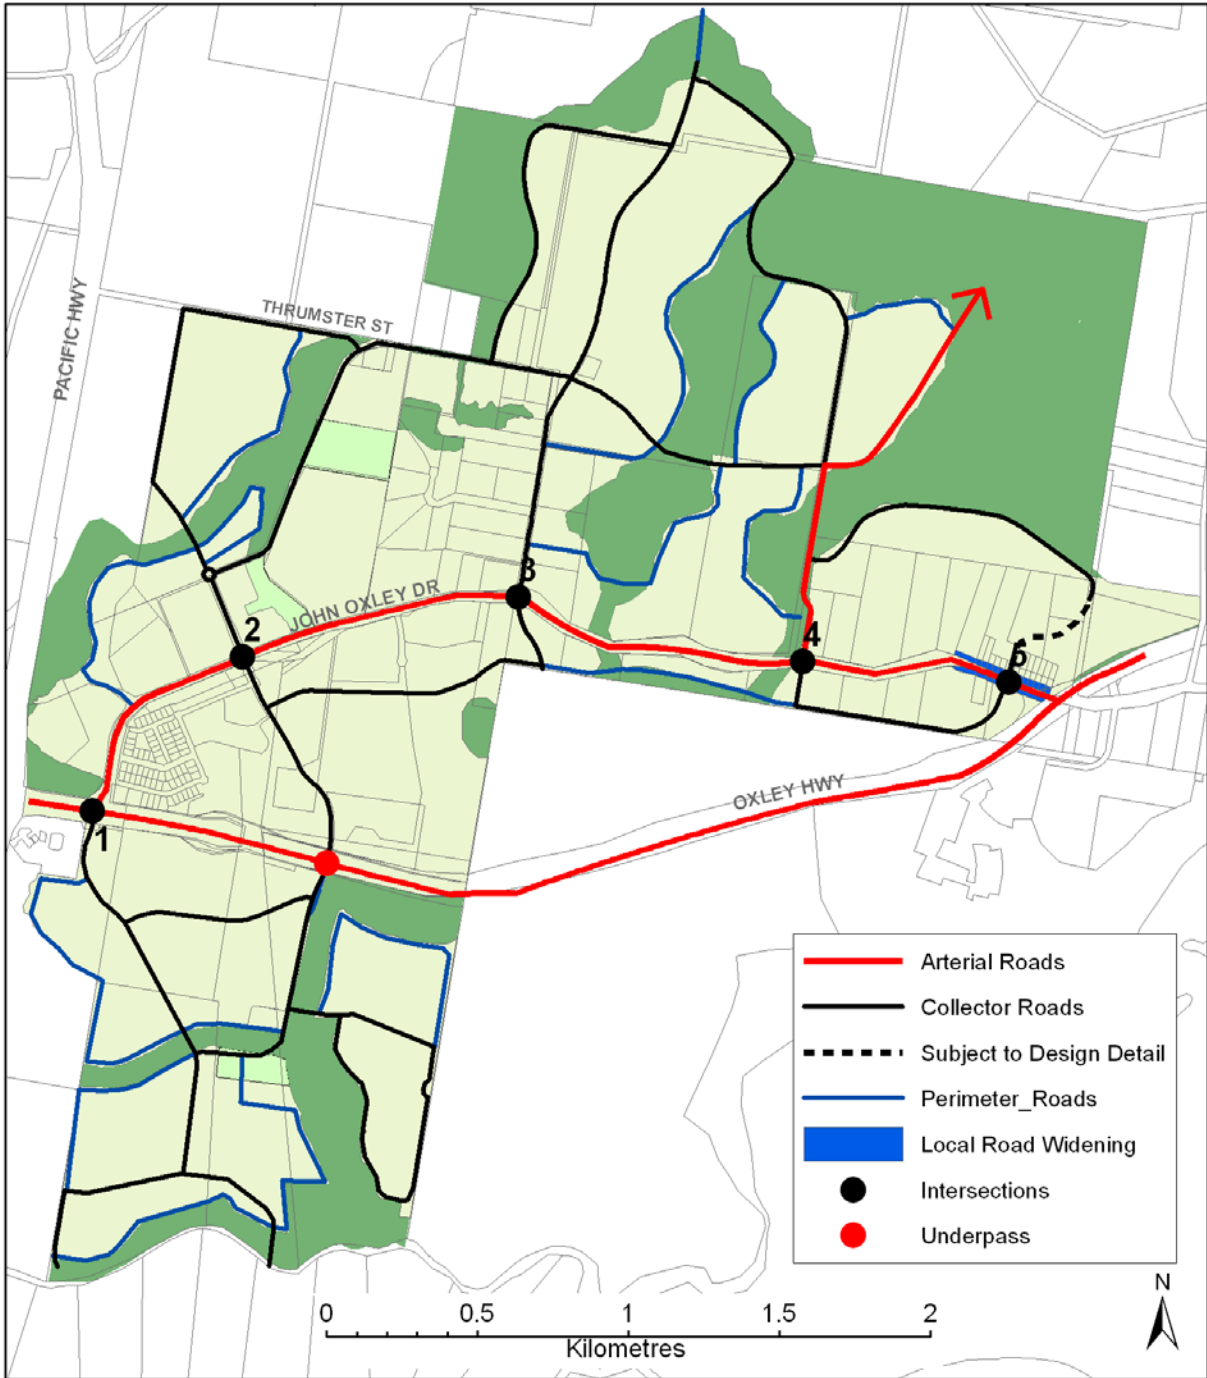 THRUMSTER ST
PACIFIC HWY
3
JOHN OXLEY DR
2
4
5
OXLEY HWY
1
Arterial Roads
Collector Roads
Subject to Design Detail
Perimeter_Roads
Local Road Widening
Intersections
Underpass
N
0 0.5 1 1.5 2
Kilometres